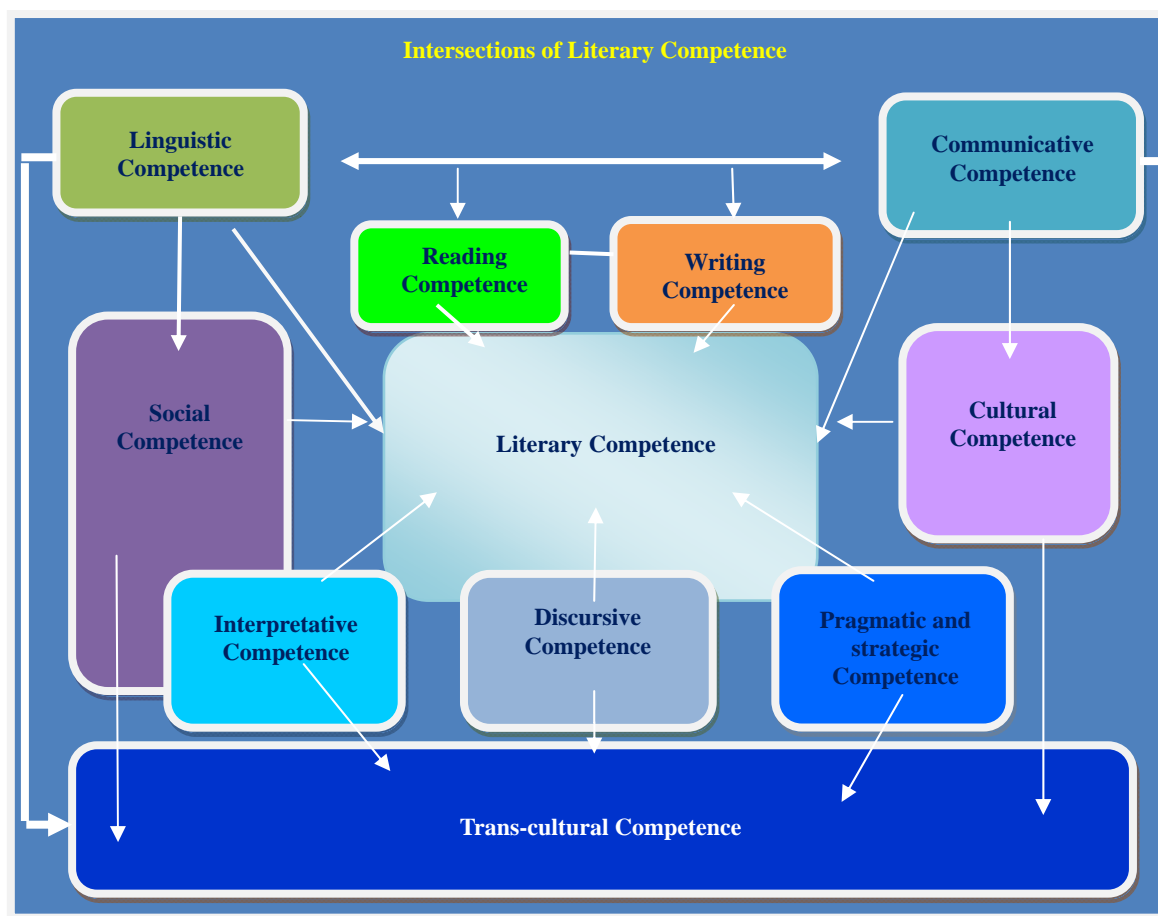 Intersections of Literary Competence
Linguistic
Competence
Communicative
Competence
Reading
Competence
Writing
Competence
Social
Competence
Literary Competence
Cultural
Competence
Interpretative
Competence
Discursive
Competence
Pragmatic and
strategic
Competence
Trans-cultural Competence